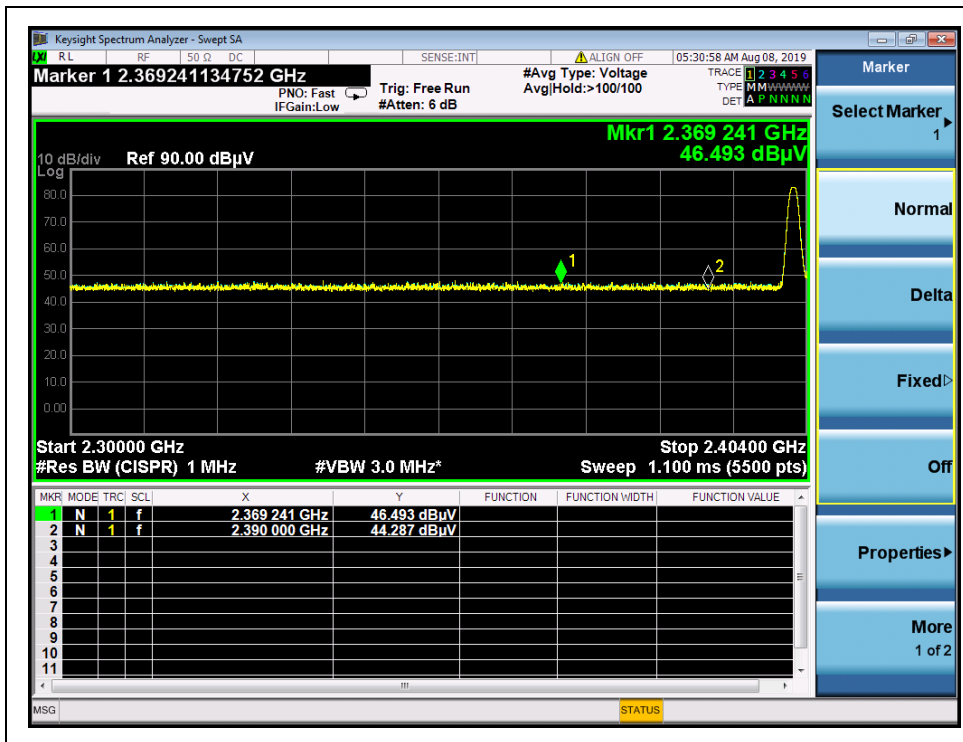 Keysight Spectrum Analyzer - Swept SA
LXI RL RF 50 Ω DC SENSE:INT ALIGN OFF 05:30:58 AM Aug 08, 2019
Marker 1 2.369241134752 GHz
PNO: Fast
IFGain:Low
Trig: Free Run
#Atten: 6 dB
#Avg Type: Voltage
Avg|Hold:>100/100
TRACE 1 2 3 4 5 6
TYPE MMWWWW
DET A P N N N N
Mkr1 2.369 241 GHz
46.493 dBµV
10 dB/div Ref 90.00 dBµV
Log
80.0
70.0
60.0
50.0
40.0
30.0
20.0
10.0
0.00
1
2
Start 2.30000 GHz Stop 2.40400 GHz
#Res BW (CISPR) 1 MHz #VBW 3.0 MHz* Sweep 1.100 ms (5500 pts)
MKR MODE TRC SCL X Y FUNCTION FUNCTION WIDTH FUNCTION VALUE
1 N 1 f 2.369 241 GHz 46.493 dBµV
2 N 1 f 2.390 000 GHz 44.287 dBµV
3
4
5
6
7
8
9
10
11
MSG STATUS
Marker
Select Marker
1
Normal
Delta
Fixed
Off
Properties
More
1 of 2